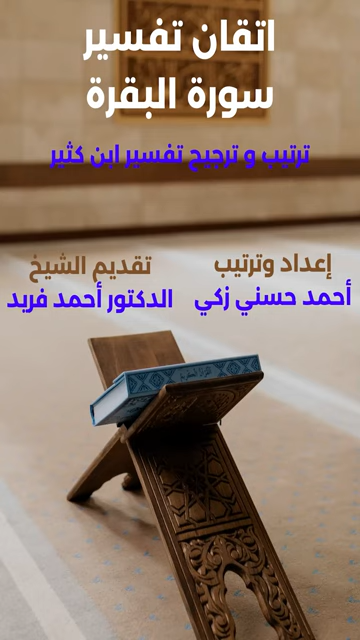 اتقان تفسير
سورة البقرة
ترتيب و ترجيح تفسير ابن كثير
إعداد وترتيب
أحمد حسني زكي
تقديم الشيخ
الدكتور أحمد فريد